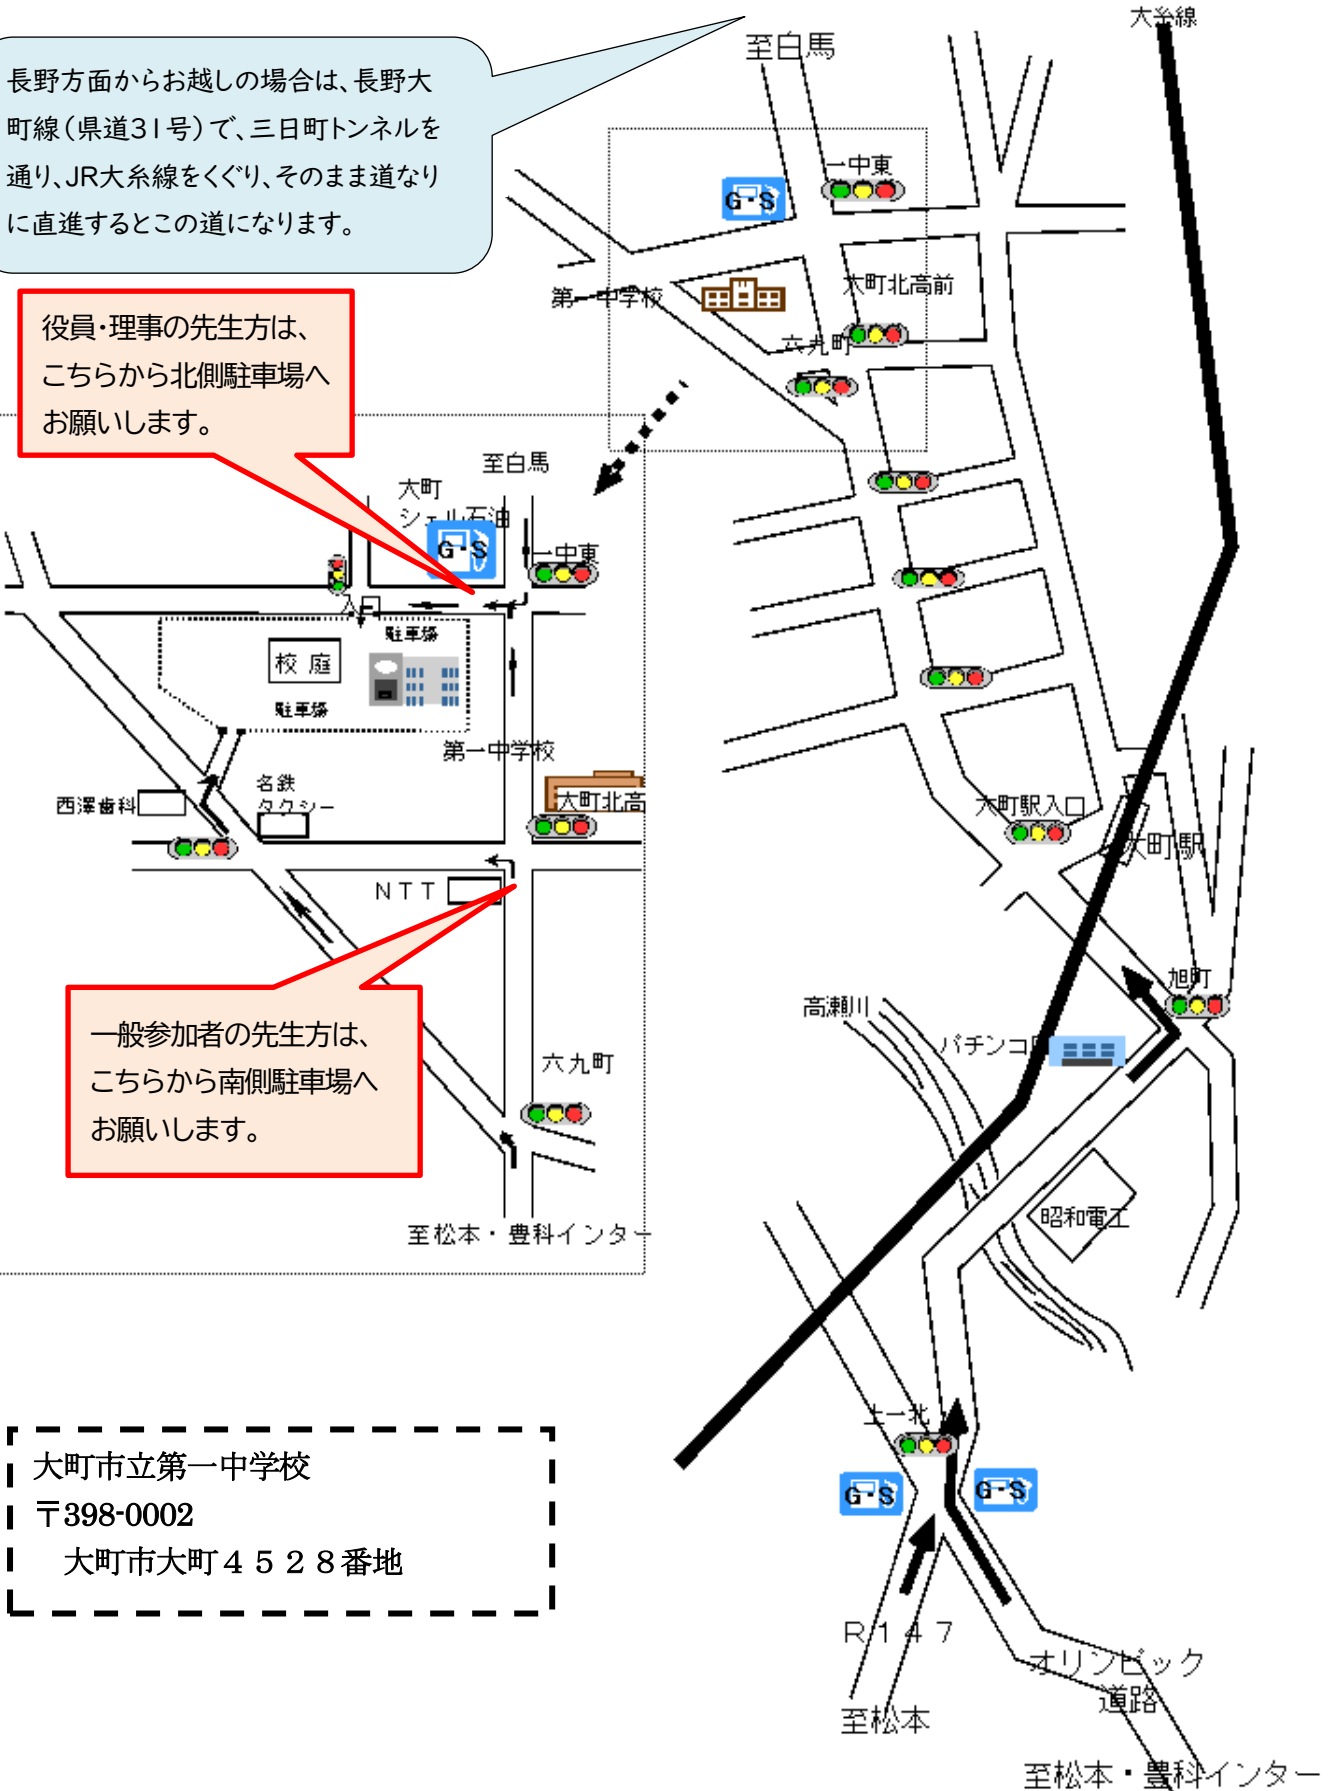 大糸線
至白馬
長野方面からお越しの場合は、長野大
町線(県道31号)で、三日町トンネルを
通り、JR大糸線をくぐり、そのまま道なり
に直進するとこの道になります。
一中東
G・S
第一中学校
大町北高前
六九町
役員・理事の先生方は、
こちらから北側駐車場へ
お願いします。
至白馬
大町
シェル石油
G・S
一中東
入口
駐車場
校庭
駐車場
第一中学校
名鉄
タクシー
西澤歯科
大町北高
NTT
大町駅入口
大町駅
旭町
高瀬川
パチンコ
一般参加者の先生方は、
こちらから南側駐車場へ
お願いします。
六九町
至松本・豊科インター
昭和電工
上一北
G・S
G・S
大町市立第一中学校
〒398-0002
大町市大町4528番地
R147
オリンピック
道路
至松本
至松本・豊科インター